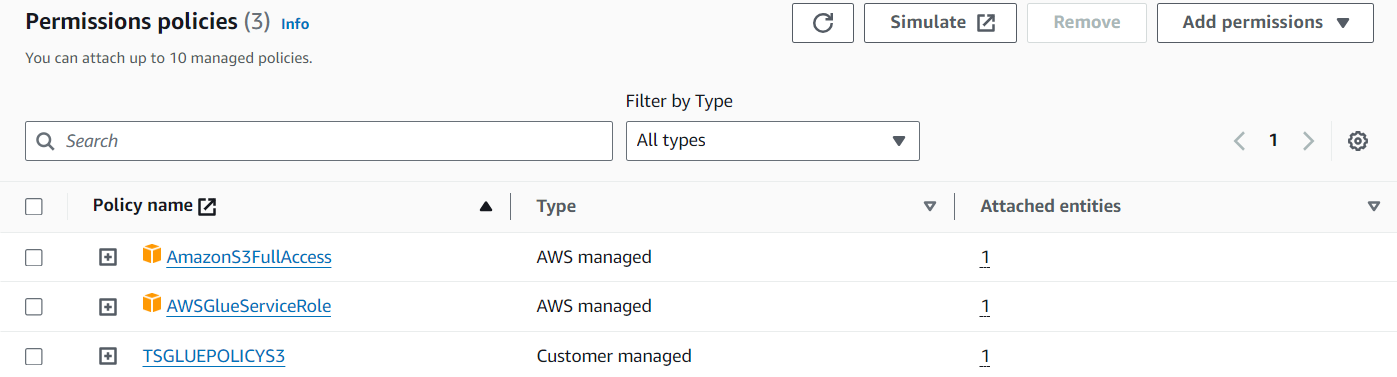 Permissions policies (3) Info
Simulate
Remove
Add permissions
You can attach up to 10 managed policies.
Filter by Type
Search
All types
1
Policy name
Type
Attached entities
AmazonS3FullAccess
AWS managed
1
AWSGlueServiceRole
AWS managed
1
TSGLUEPOLICYS3
Customer managed
1